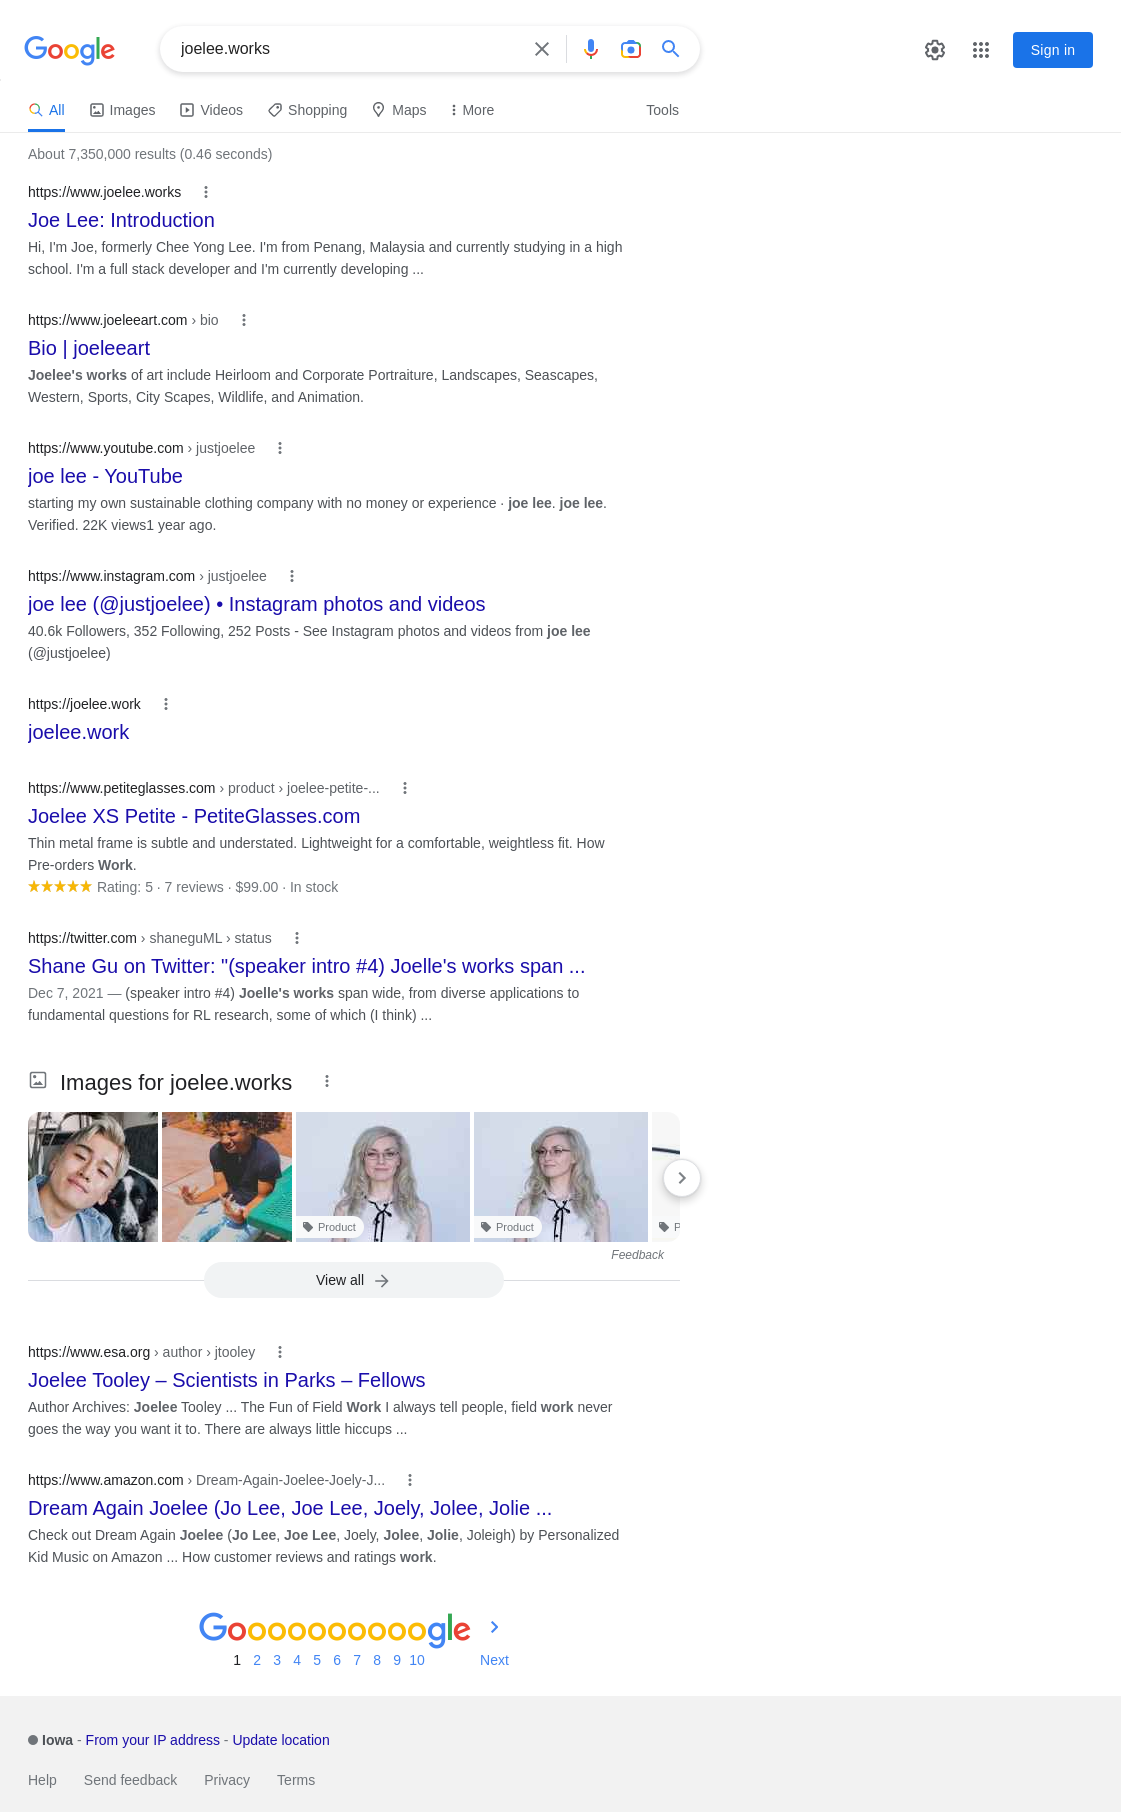 Google
joelee.works
Sign in
All
Images
Videos
Shopping
Maps
More
Tools
About 7,350,000 results (0.46 seconds)
https://www.joelee.works
Joe Lee: Introduction
Hi, I'm Joe, formerly Chee Yong Lee. I'm from Penang, Malaysia and currently studying in a high
school. I'm a full stack developer and I'm currently developing ...
https://www.joeleeart.com › bio
Bio | joeleeart
Joelee's works of art include Heirloom and Corporate Portraiture, Landscapes, Seascapes,
Western, Sports, City Scapes, Wildlife, and Animation.
https://www.youtube.com › justjoelee
joe lee - YouTube
starting my own sustainable clothing company with no money or experience · joe lee. joe lee.
Verified. 22K views1 year ago.
https://www.instagram.com › justjoelee
joe lee (@justjoelee) • Instagram photos and videos
40.6k Followers, 352 Following, 252 Posts - See Instagram photos and videos from joe lee
(@justjoelee)
https://joelee.work
joelee.work
https://www.petiteglasses.com › product › joelee-petite-...
Joelee XS Petite - PetiteGlasses.com
Thin metal frame is subtle and understated. Lightweight for a comfortable, weightless fit. How
Pre-orders Work.
Rating: 5 · 7 reviews · $99.00 · In stock
https://twitter.com › shaneguML › status
Shane Gu on Twitter: "(speaker intro #4) Joelle's works span ...
Dec 7, 2021 — (speaker intro #4) Joelle's works span wide, from diverse applications to
fundamental questions for RL research, some of which (I think) ...
Images for joelee.works
Product
Product
P
Feedback
View all
https://www.esa.org › author › jtooley
Joelee Tooley – Scientists in Parks – Fellows
Author Archives: Joelee Tooley ... The Fun of Field Work I always tell people, field work never
goes the way you want it to. There are always little hiccups ...
https://www.amazon.com › Dream-Again-Joelee-Joely-J...
Dream Again Joelee (Jo Lee, Joe Lee, Joely, Jolee, Jolie ...
Check out Dream Again Joelee (Jo Lee, Joe Lee, Joely, Jolee, Jolie, Joleigh) by Personalized
Kid Music on Amazon ... How customer reviews and ratings work.
Goooooooooogle
1 2 3 4 5 6 7 8 9 10 Next
Iowa - From your IP address - Update location
Help Send feedback Privacy Terms